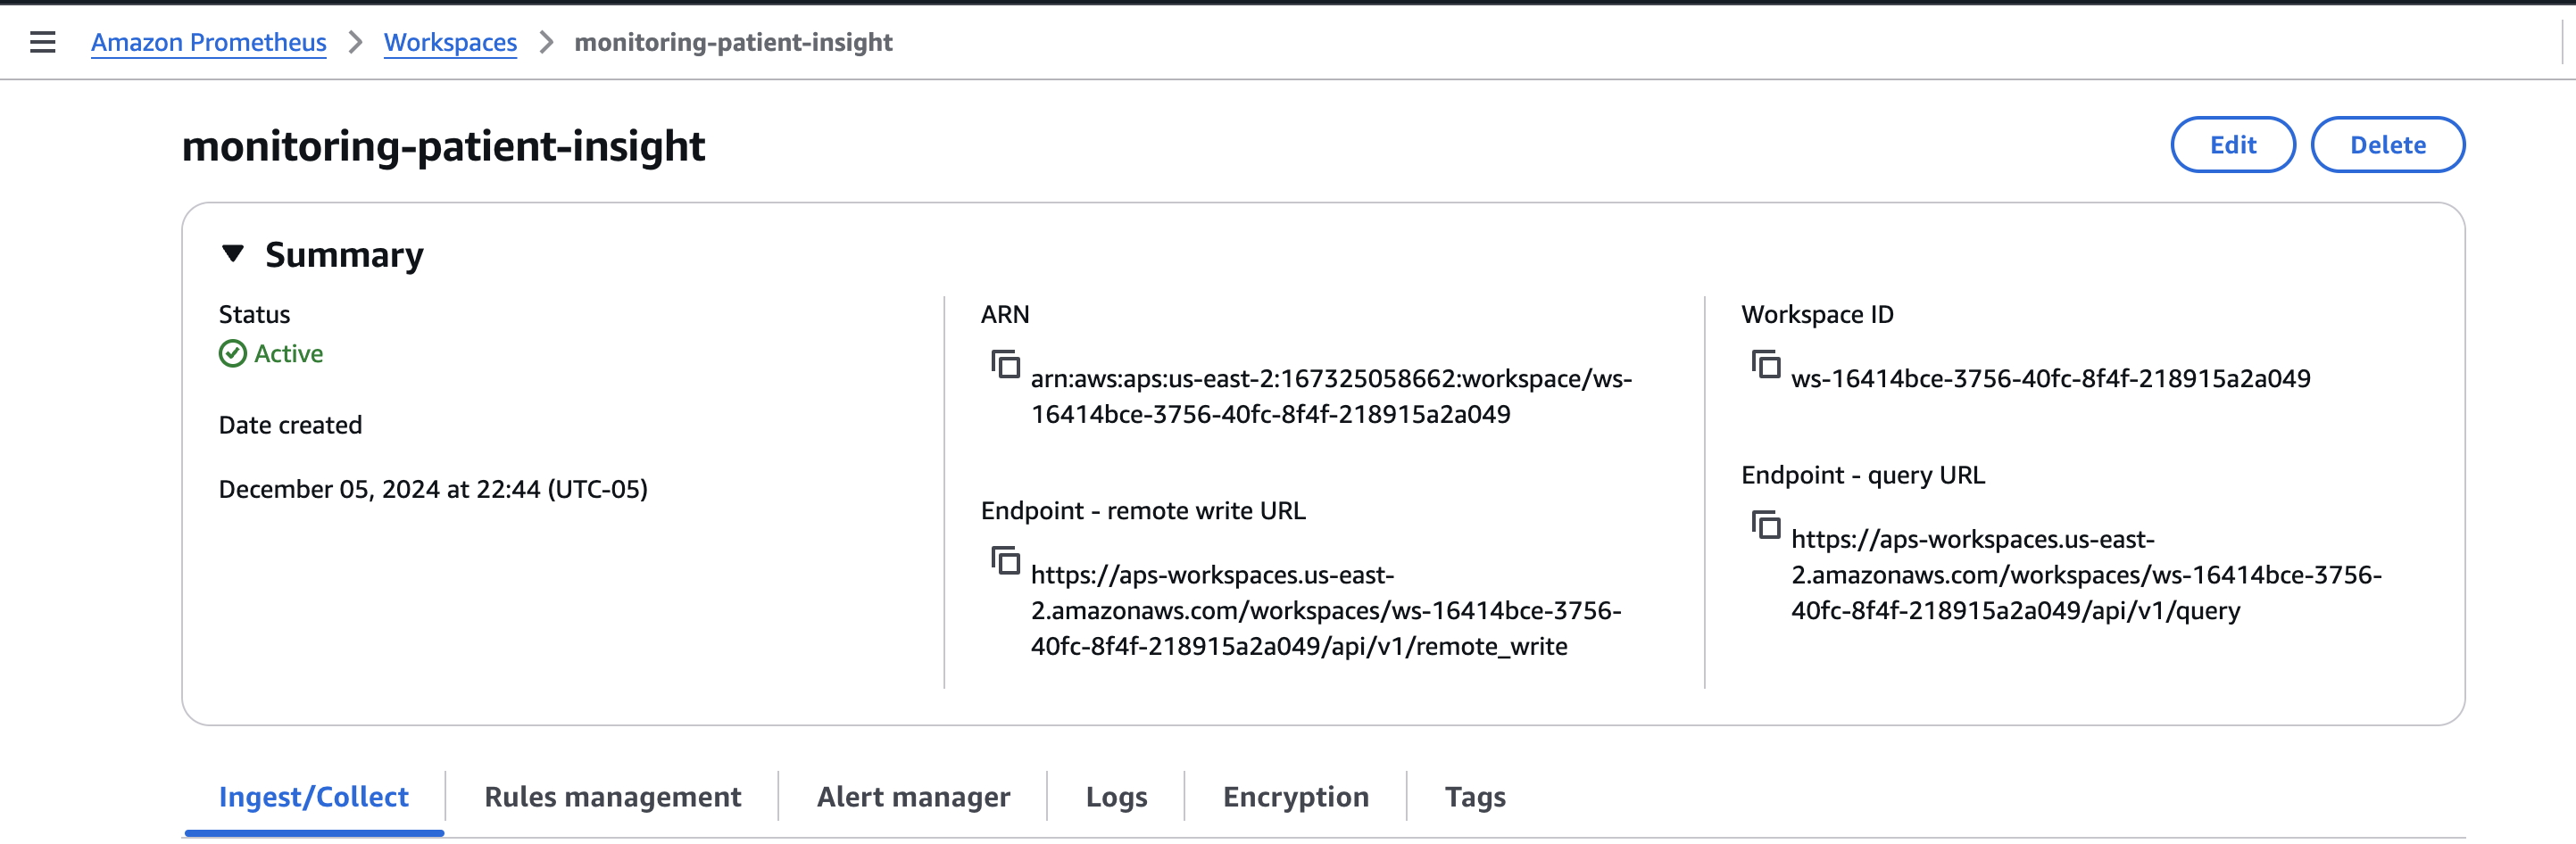 Amazon Prometheus > Workspaces > monitoring-patient-insight
monitoring-patient-insight
Edit
Delete
Summary
Status
Active
Date created
December 05, 2024 at 22:44 (UTC-05)
ARN
arn:aws:aps:us-east-2:167325058662:workspace/ws-
16414bce-3756-40fc-8f4f-218915a2a049
Endpoint - remote write URL
https://aps-workspaces.us-east-
2.amazonaws.com/workspaces/ws-16414bce-3756-
40fc-8f4f-218915a2a049/api/v1/remote_write
Workspace ID
ws-16414bce-3756-40fc-8f4f-218915a2a049
Endpoint - query URL
https://aps-workspaces.us-east-
2.amazonaws.com/workspaces/ws-16414bce-3756-
40fc-8f4f-218915a2a049/api/v1/query
Ingest/Collect
Rules management
Alert manager
Logs
Encryption
Tags